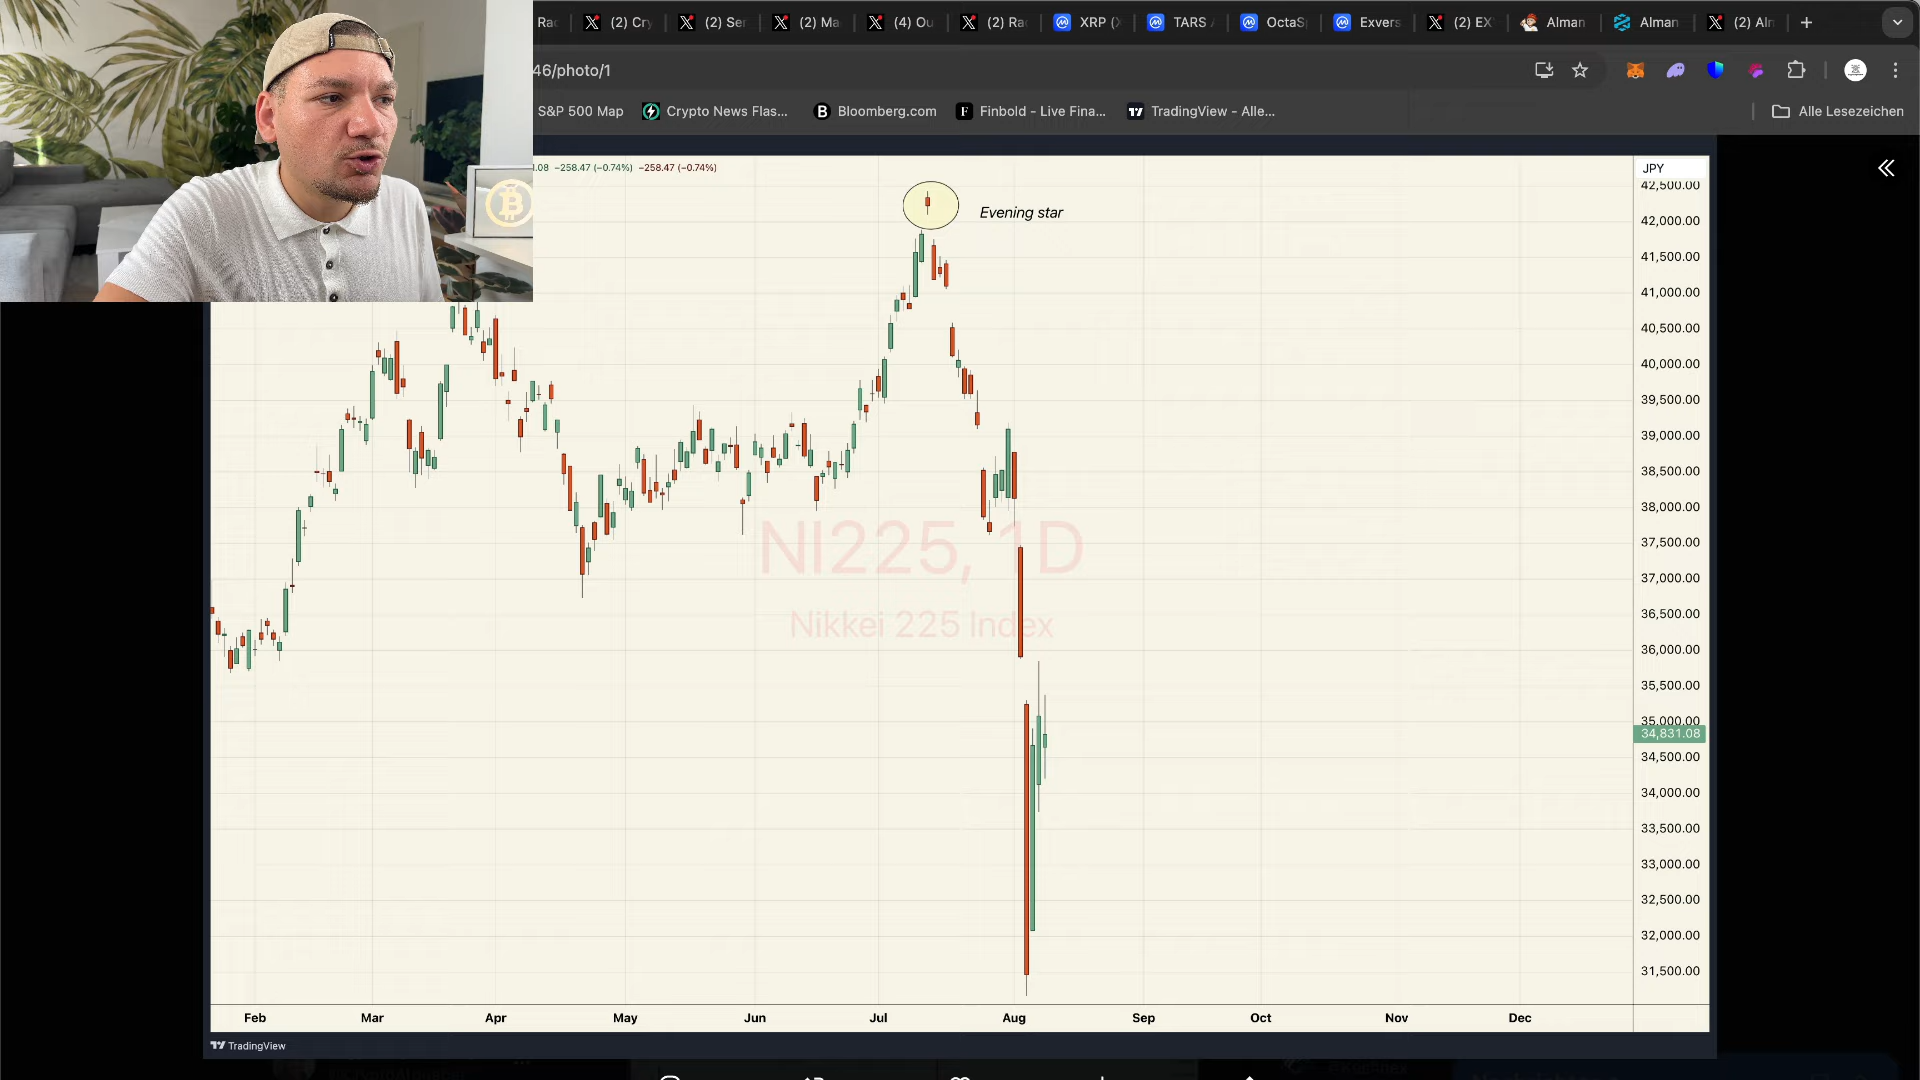 Rac (2) Cry (2) Ser (2) Ma (4) Ou (2) Ra XRP (X TARS A OctaS Exvers (2) EX Alman Alman (2) Aln
46/photo/1
S&P 500 Map Crypto News Flas... Bloomberg.com Finbold - Live Fina... TradingView - Alle... Alle Lesezeichen
1.08 −258.47 (−0.74%) −258.47 (−0.74%)
JPY
42,500.00
Evening star
42,000.00
41,500.00
41,000.00
40,500.00
40,000.00
39,500.00
39,000.00
38,500.00
38,000.00
NI225, 1D
37,500.00
37,000.00
36,500.00
Nikkei 225 Index
36,000.00
35,500.00
35,000.00
34,831.08
34,500.00
34,000.00
33,500.00
33,000.00
32,500.00
32,000.00
31,500.00
Feb Mar Apr May Jun Jul Aug Sep Oct Nov Dec
TradingView